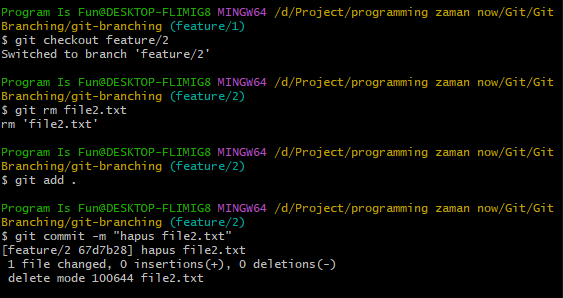 Program Is Fun@DESKTOP-FLIMIG8 MINGW64 /d/Project/programming zaman now/Git/Git
Branching/git-branching (feature/1)
$ git checkout feature/2
Switched to branch 'feature/2'
Program Is Fun@DESKTOP-FLIMIG8 MINGW64 /d/Project/programming zaman now/Git/Git
Branching/git-branching (feature/2)
$ git rm file2.txt
rm 'file2.txt'
Program Is Fun@DESKTOP-FLIMIG8 MINGW64 /d/Project/programming zaman now/Git/Git
Branching/git-branching (feature/2)
$ git add .
Program Is Fun@DESKTOP-FLIMIG8 MINGW64 /d/Project/programming zaman now/Git/Git
Branching/git-branching (feature/2)
$ git commit -m "hapus file2.txt"
[feature/2 67d7b28] hapus file2.txt
 1 file changed, 0 insertions(+), 0 deletions(-)
 delete mode 100644 file2.txt